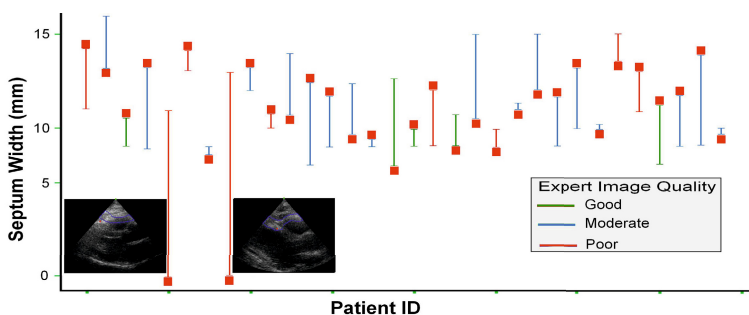 15
10
5
0
Septum Width (mm)
Expert Image Quality
Good
Moderate
Poor
Patient ID